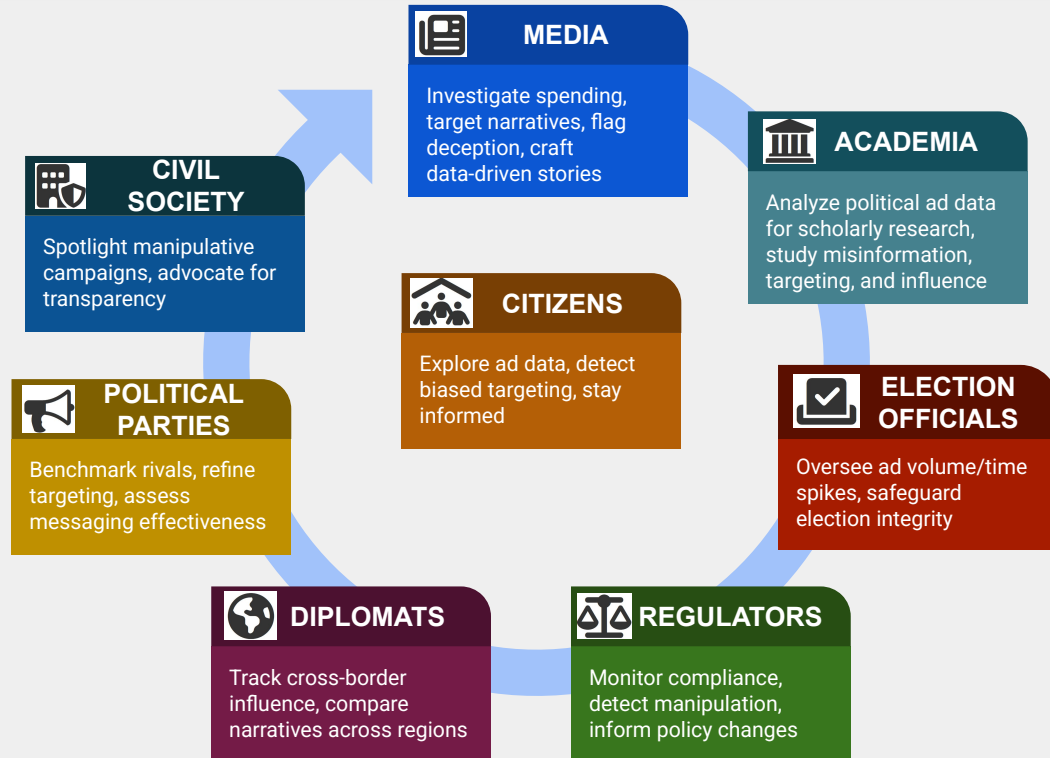 MEDIA
Investigate spending,
target narratives, flag
deception, craft
data-driven stories
ACADEMIA
Analyze political ad data
for scholarly research,
study misinformation,
targeting, and influence
CIVIL
SOCIETY
Spotlight manipulative
campaigns, advocate for
transparency
CITIZENS
Explore ad data, detect
biased targeting, stay
informed
POLITICAL
PARTIES
Benchmark rivals, refine
targeting, assess
messaging effectiveness
ELECTION
OFFICIALS
Oversee ad volume/time
spikes, safeguard
election integrity
DIPLOMATS
Track cross-border
influence, compare
narratives across regions
REGULATORS
Monitor compliance,
detect manipulation,
inform policy changes